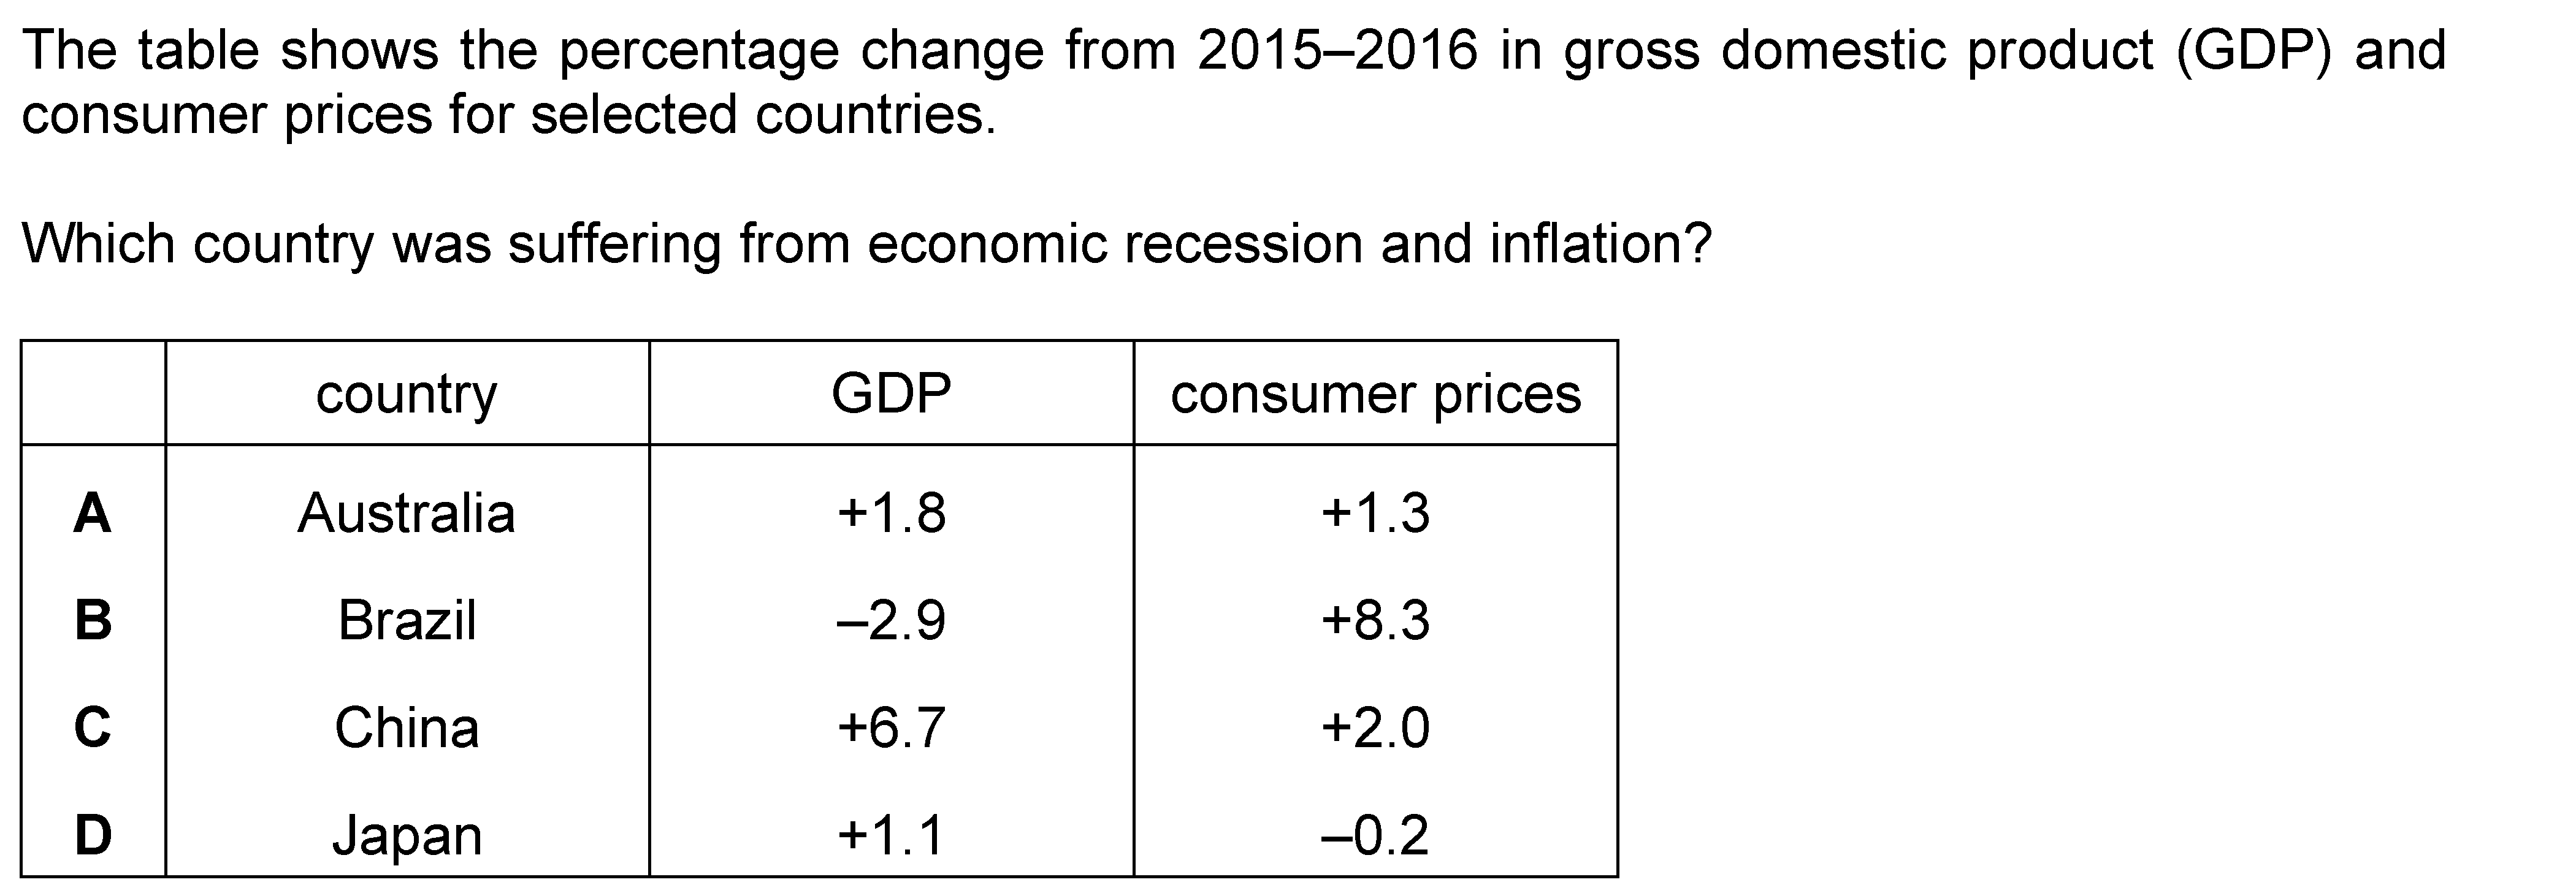 The table shows the percentage change from 2015–2016 in gross domestic product (GDP) and
consumer prices for selected countries.
Which country was suffering from economic recession and inflation?
country GDP consumer prices
A Australia +1.8 +1.3
B Brazil –2.9 +8.3
C China +6.7 +2.0
D Japan +1.1 –0.2